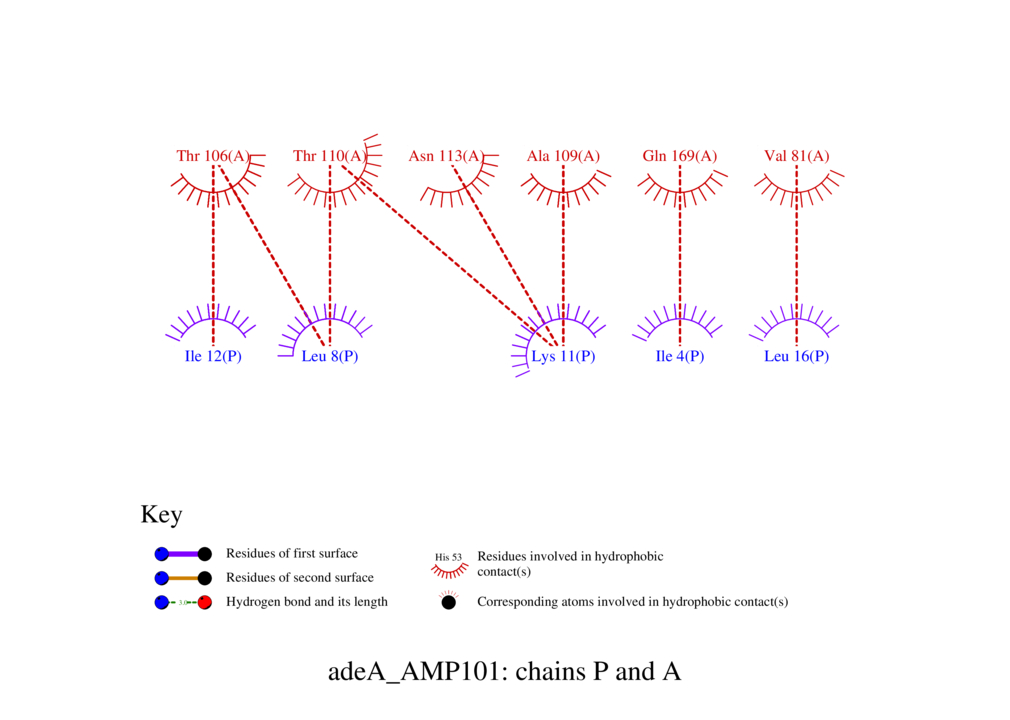 Thr 106(A) Thr 110(A) Asn 113(A) Ala 109(A) Gln 169(A) Val 81(A)
Ile 12(P) Leu 8(P) Lys 11(P) Ile 4(P) Leu 16(P)
Key
Residues of first surface
Residues of second surface
3.0
Hydrogen bond and its length
His 53
Residues involved in hydrophobic
contact(s)
Corresponding atoms involved in hydrophobic contact(s)
adeA_AMP101: chains P and A